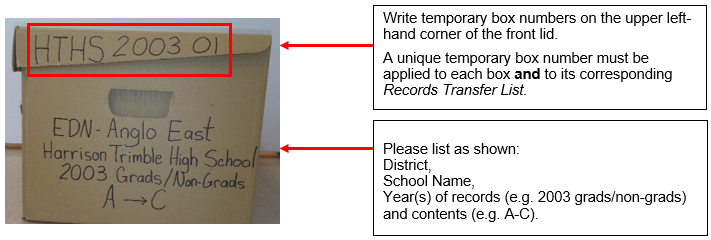 HTHS 2003 01
EDN-Anglo East
Harrison Trimble High School
2003 Grads/Non-Grads
A → C
Write temporary box numbers on the upper left-
hand corner of the front lid.
A unique temporary box number must be
applied to each box and to its corresponding
Records Transfer List.
Please list as shown:
District,
School Name,
Year(s) of records (e.g. 2003 grads/non-grads)
and contents (e.g. A-C).